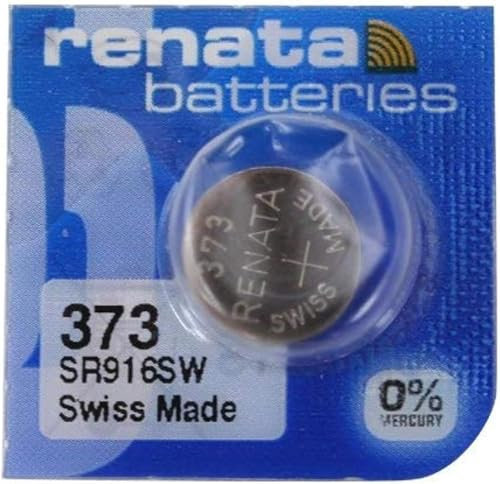 renata
batteries
373
RENATA
SWISS MADE
+
373
SR916SW
Swiss Made
0%
MERCURY